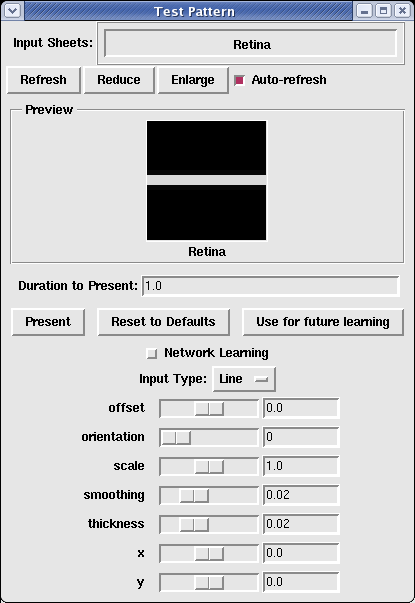 Test Pattern
Input Sheets: Retina
Refresh Reduce Enlarge Auto-refresh
Preview
Retina
Duration to Present: 1.0
Present Reset to Defaults Use for future learning
Network Learning
Input Type: Line
offset 0.0
orientation 0
scale 1.0
smoothing 0.02
thickness 0.02
x 0.0
y 0.0